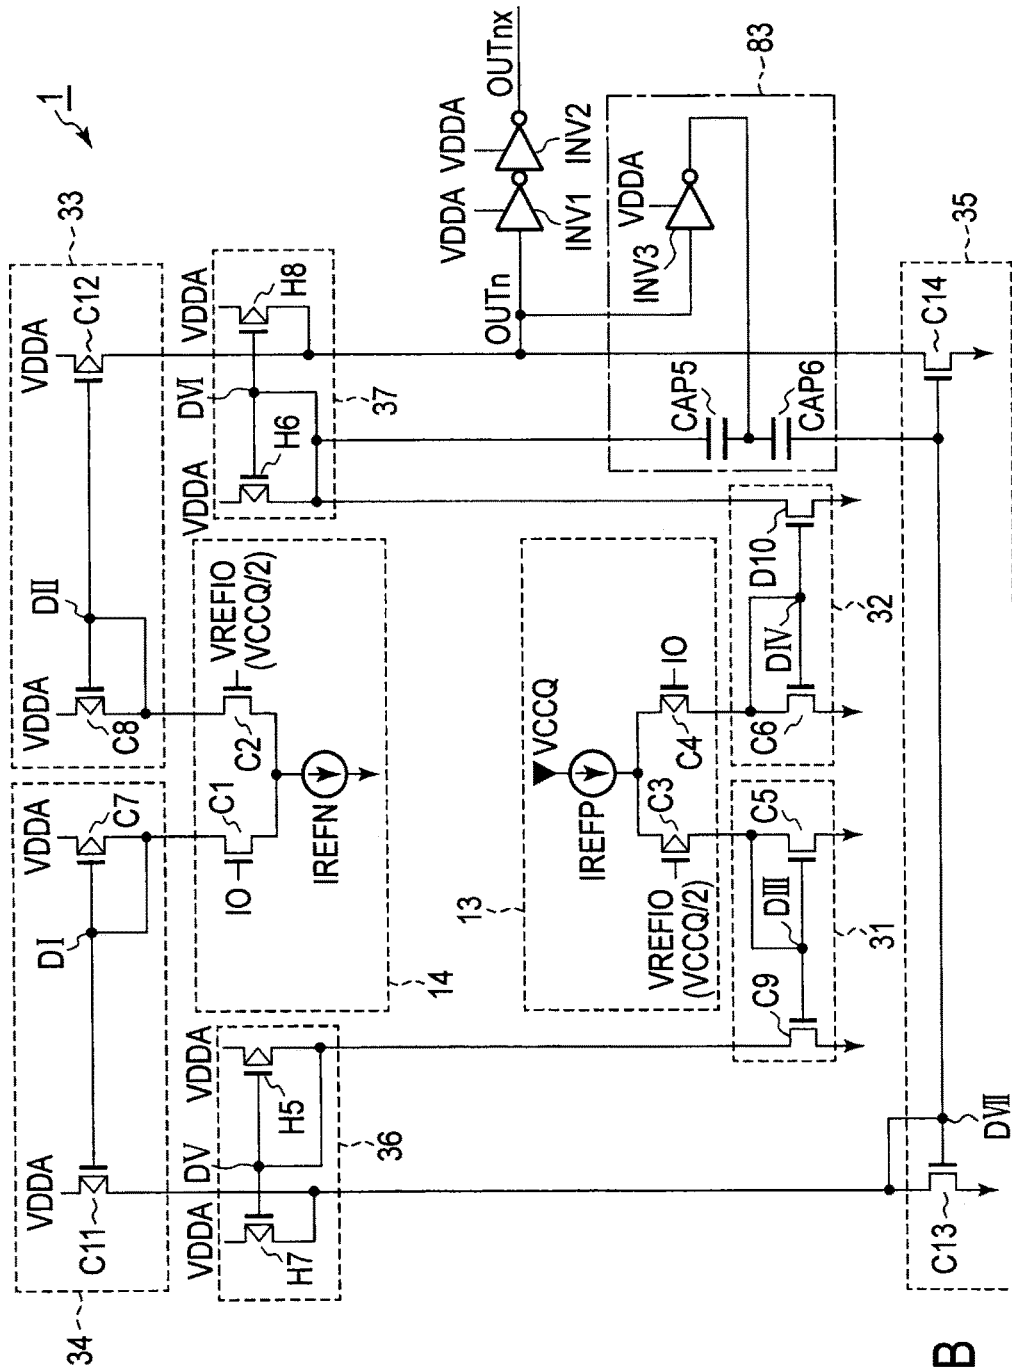 1
33
34
VDDA
C12
DII
VDDA
C8
VDDA
C7
DI
VDDA
C11
VDDA
H8
DVI
37
VDDA
H6
VREFIO
(VCCQ/2)
C2
C1
IO
IREFN
14
VDDA
H5
DV
36
VDDA
H7
OUTnx
VDDA
INV2
VDDA
INV1
OUTn
83
VDDA
INV3
CAP5
CAP6
13
VCCQ
IREFP
IO
C4
C3
VREFIO
(VCCQ/2)
D10
32
DIV
C6
C5
DIII
31
C9
35
C14
DVII
C13
B